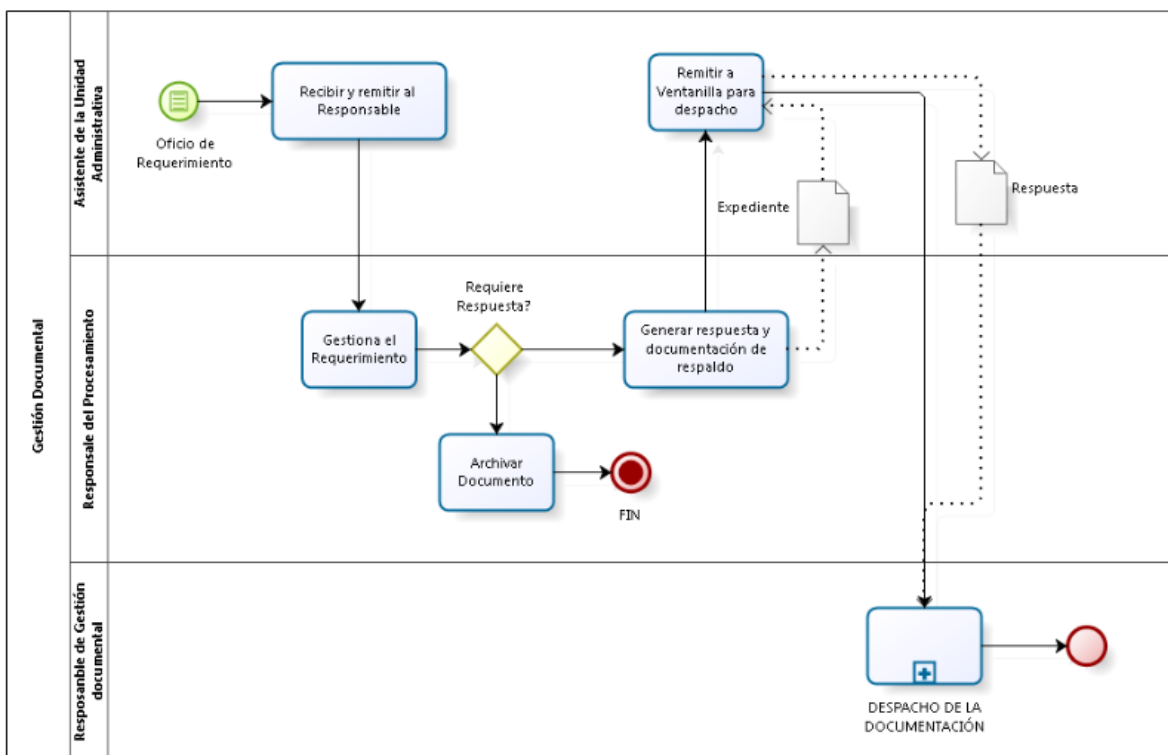 Gestión Documental
Asistente de la Unidad
Administrativa
Oficio de
Requerimiento
Recibir y remitir al
Responsable
Remitir a
Ventanilla para
despacho
Expediente
Respuesta
Responsale del Procesamiento
Gestiona el
Requerimiento
Requiere
Respuesta?
Generar respuesta y
documentación de
respaldo
Archivar
Documento
FIN
Resposanble de Gestión
documental
DESPACHO DE LA
DOCUMENTACIÓN